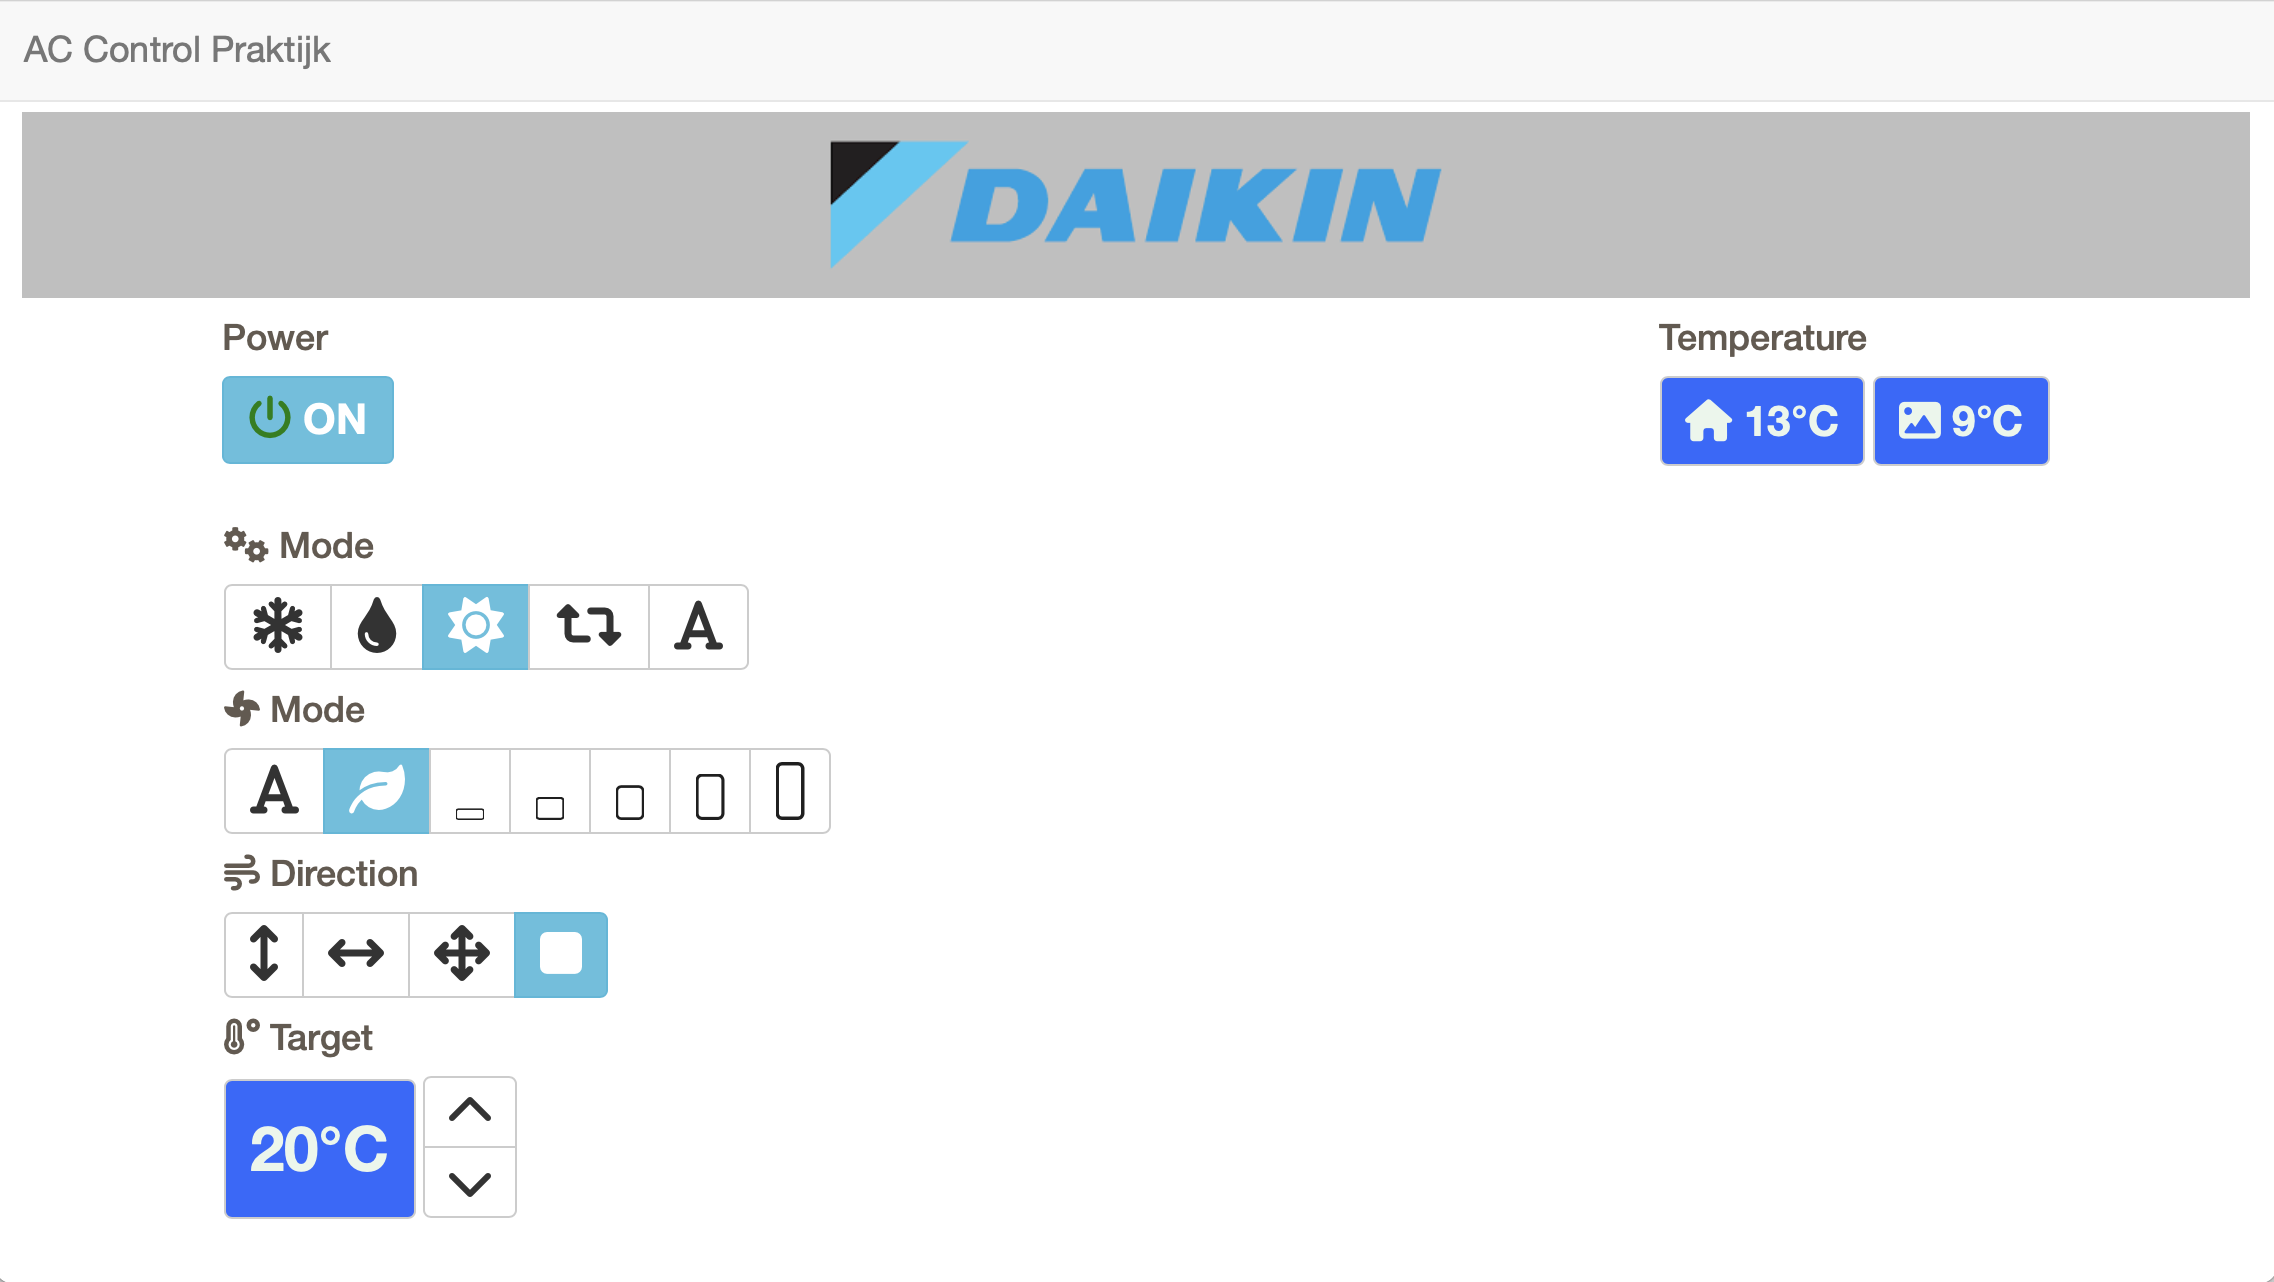 AC Control Praktijk
DAIKIN
Power
Temperature
ON
13°C
9°C
Mode
A
Mode
A
Direction
Target
20°C